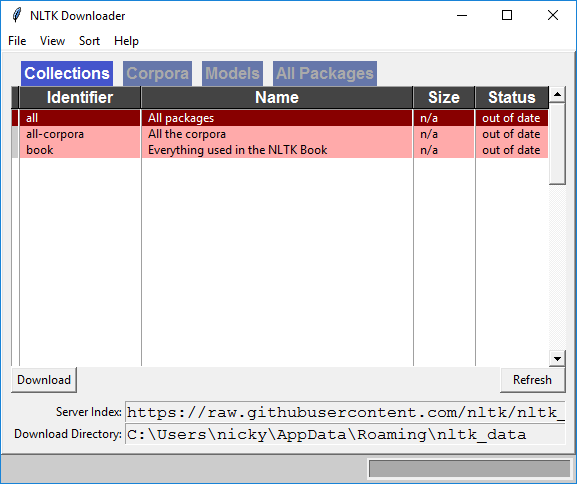 NLTK Downloader
File View Sort Help
Collections Corpora Models All Packages
Identifier Name Size Status
all All packages n/a out of date
all-corpora All the corpora n/a out of date
book Everything used in the NLTK Book n/a out of date
Download Refresh
Server Index: https://raw.githubusercontent.com/nltk/nltk_
Download Directory: C:\Users\nicky\AppData\Roaming\nltk_data